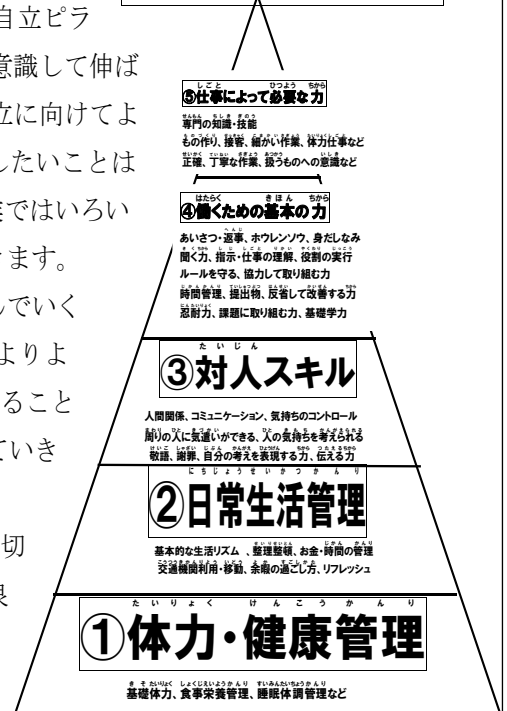 自立ピラ
意識して伸ば
立に向けてよ
したいことは
ではいろい
ます。
んでいく
よりよ
ること
ていき
切
⑤仕事によって必要な力
専門の知識・技能
もの作り、接客、細かい作業、体力仕事など
正確、丁寧な作業、扱うものへの意識など
④働くための基本の力
あいさつ・返事、ホウレンソウ、身だしなみ
聞く力、指示・仕事の理解、役割の実行
ルールを守る、協力して取り組む力
時間管理、提出物、反省して改善する力
忍耐力、課題に取り組む力、基礎学力
③対人スキル
人間関係、コミュニケーション、気持ちのコントロール
周りの人に気遣いができる、人の気持ちを考えられる
敬語、謝罪、自分の考えを表現する力、伝える力
②日常生活管理
基本的な生活リズム、整理整頓、お金・時間の管理
交通機関利用・移動、余暇の過ごし方、リフレッシュ
①体力・健康管理
基礎体力、食事栄養管理、睡眠体調管理など